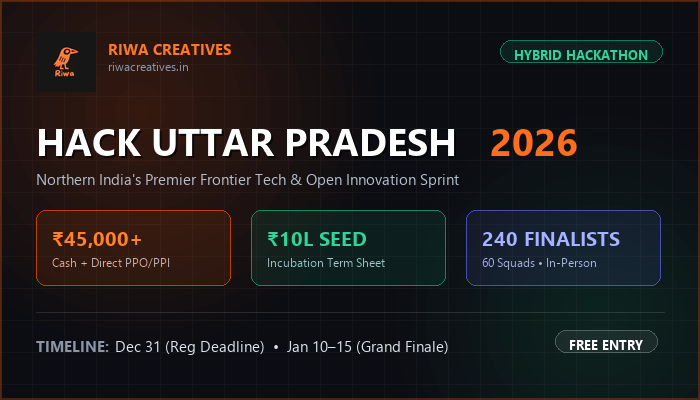 RIWA CREATIVES
riwacreatives.in
Riwa
HYBRID HACKATHON
HACK UTTAR PRADESH 2026
Northern India's Premier Frontier Tech & Open Innovation Sprint
₹45,000+
Cash + Direct PPO/PPI
₹10L SEED
Incubation Term Sheet
240 FINALISTS
60 Squads • In-Person
TIMELINE: Dec 31 (Reg Deadline) • Jan 10–15 (Grand Finale)
FREE ENTRY